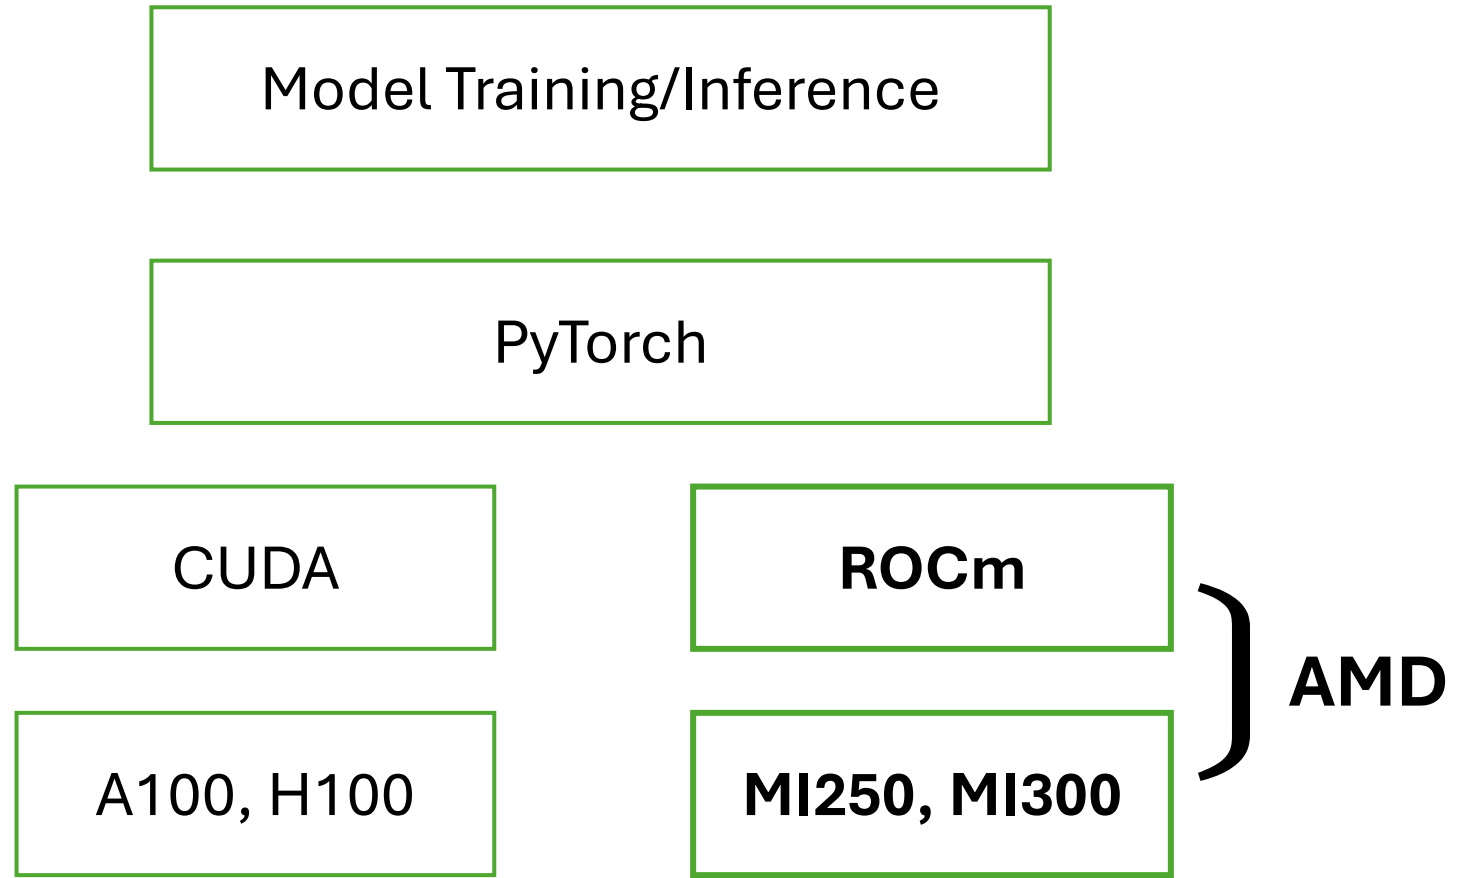 Model Training/Inference
PyTorch
CUDA
ROCm
AMD
A100, H100
MI250, MI300